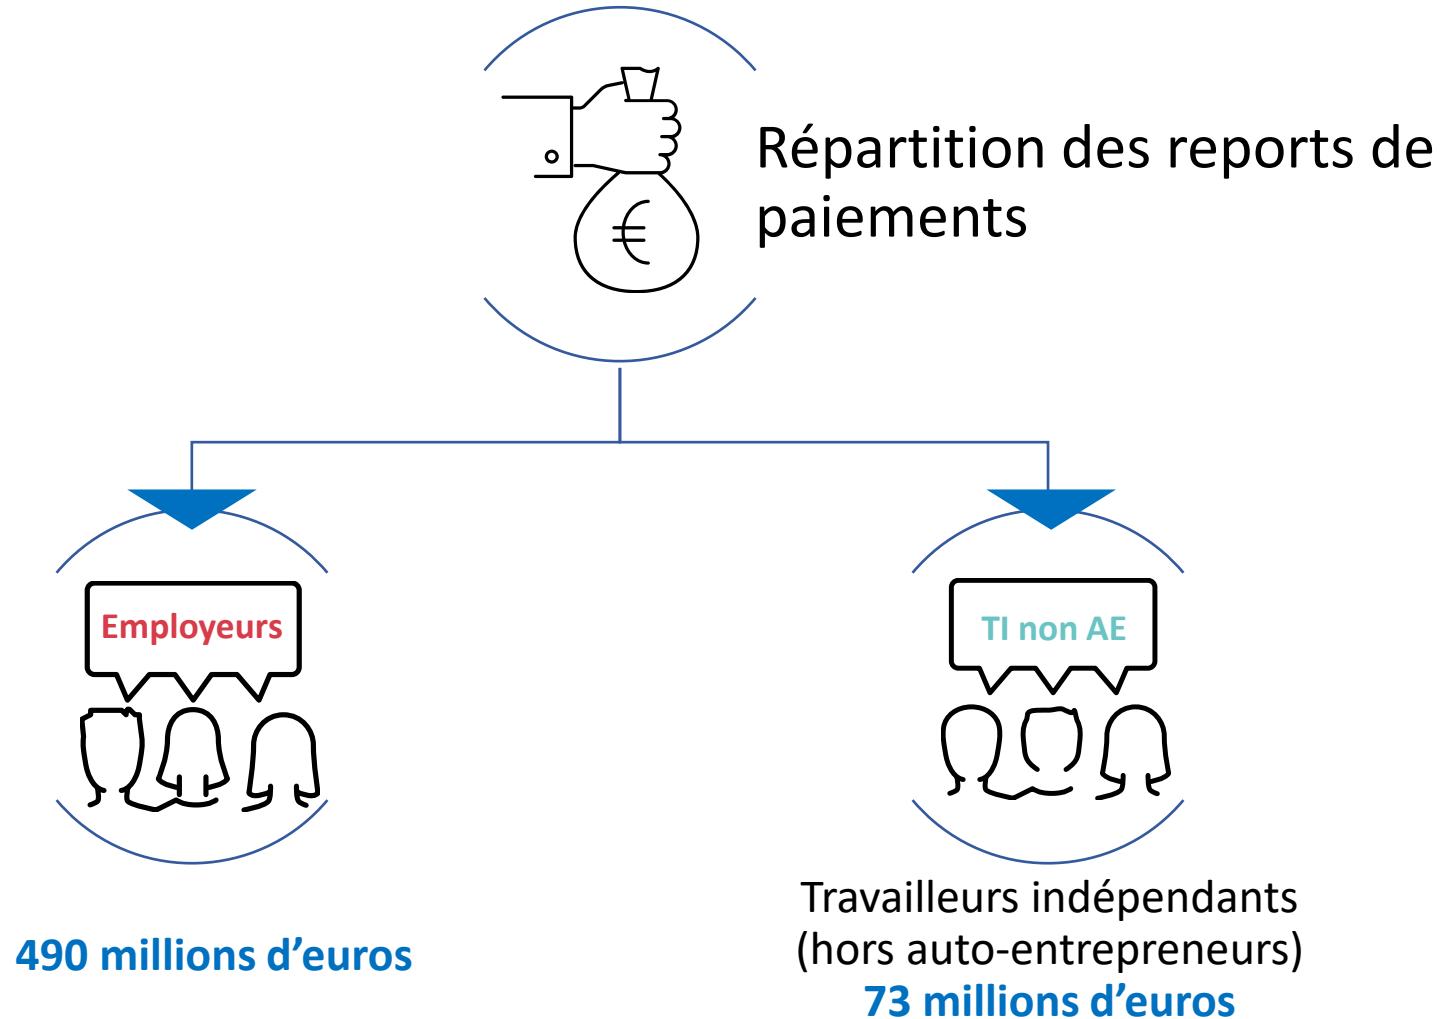 Répartition des reports de
paiements
€
Employeurs
TI non AE
490 millions d’euros
Travailleurs indépendants
(hors auto-entrepreneurs)
73 millions d’euros